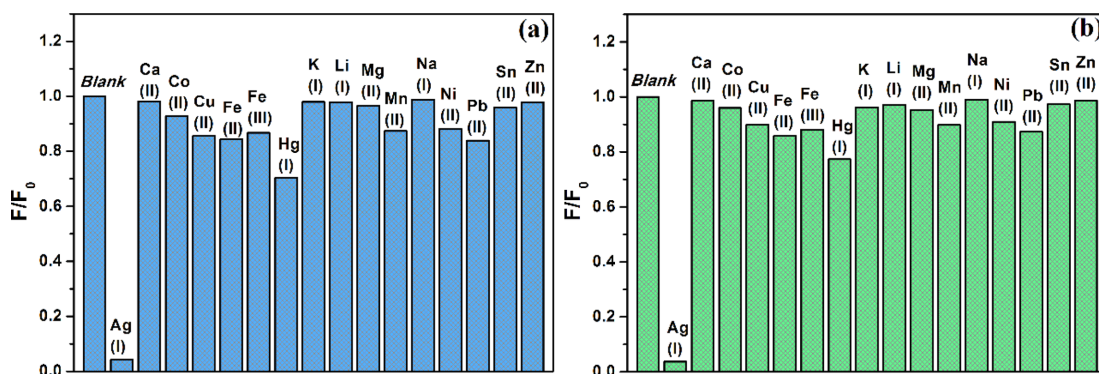 (a)
F/F0
1.2
1.0
0.8
0.6
0.4
0.2
0.0
Blank
Ag
(I)
Ca
(II)
Co
(II)
Cu
(II)
Fe
(II)
Fe
(III)
Hg
(I)
K
(I)
Li
(I)
Mg
(II)
Mn
(II)
Na
(I)
Ni
(II)
Pb
(II)
Sn
(II)
Zn
(II)
(b)
F/F0
1.2
1.0
0.8
0.6
0.4
0.2
0.0
Blank
Ag
(I)
Ca
(II)
Co
(II)
Cu
(II)
Fe
(II)
Fe
(III)
Hg
(I)
K
(I)
Li
(I)
Mg
(II)
Mn
(II)
Na
(I)
Ni
(II)
Pb
(II)
Sn
(II)
Zn
(II)